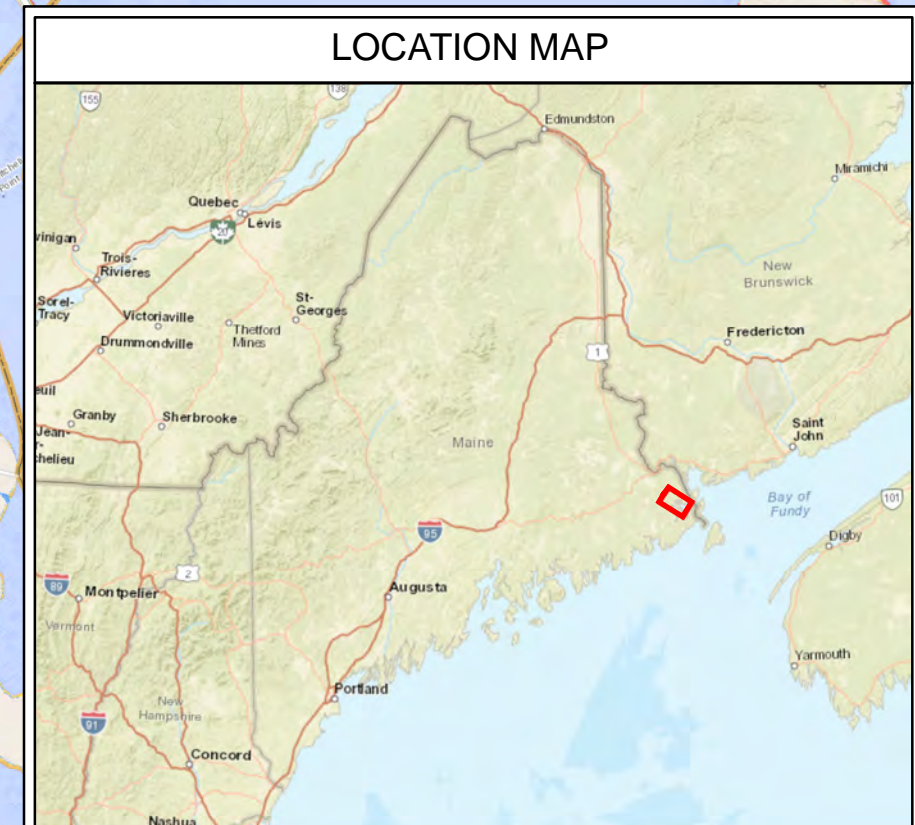 LOCATION MAP
155
138
Edmundston
Miramichi
Quebec
Lévis
20
vinigan
Trois-
Rivieres
New
Brunswick
Sorel-
Tracy
Victoriaville
St-
Georges
Thetford
Mines
Drummondville
Fredericton
1
euil
Granby
Sherbrooke
Saint
John
Jean-
r-
chelieu
Maine
Bay of
Fundy
101
95
Digby
2
89
Montpelier
Augusta
Vermont
Yarmouth
Portland
New
Hampshire
91
Concord
Nashua
Point